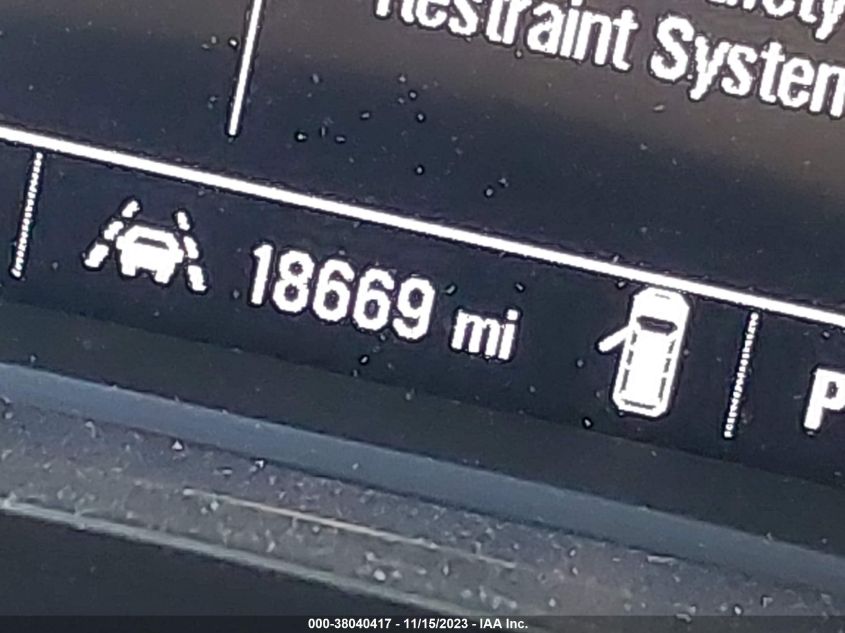 Restraint System
18669 mi
P
000-38040417 - 11/15/2023 - IAA Inc.